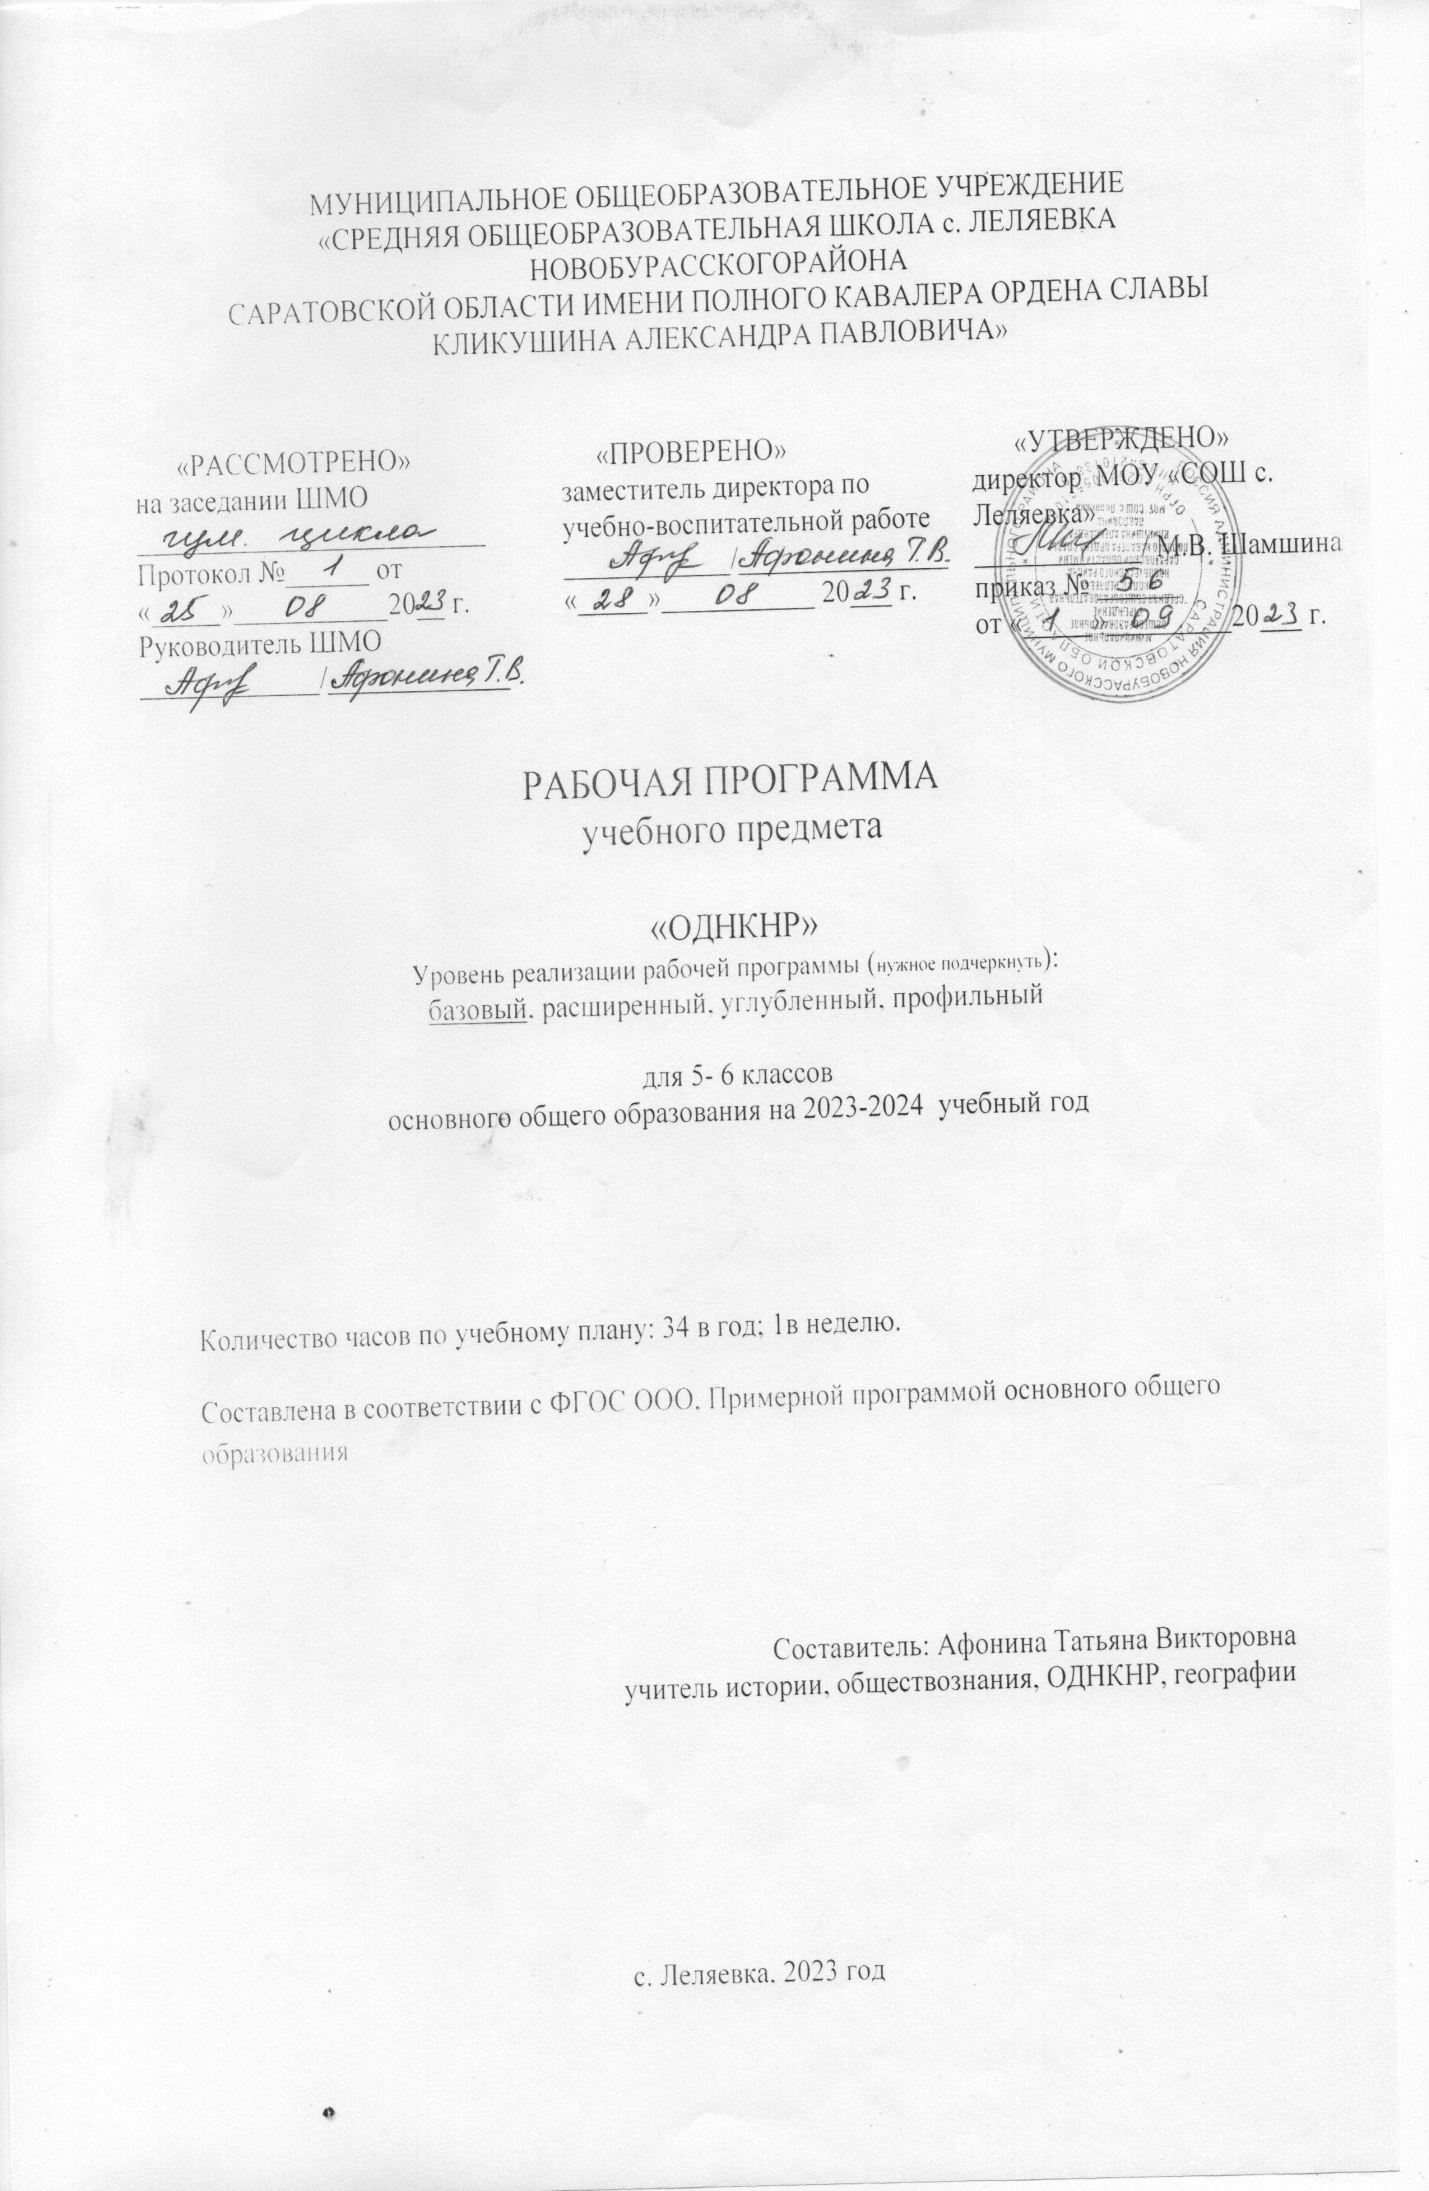 МУНИЦИПАЛЬНОЕ ОБЩЕОБРАЗОВАТЕЛЬНОЕ УЧРЕЖДЕНИЕ
«СРЕДНЯЯ ОБЩЕОБРАЗОВАТЕЛЬНАЯ ШКОЛА с. ЛЕЛЯЕВКА
НОВОБУРАССКОГОРАЙОНА
САРАТОВСКОЙ ОБЛАСТИ ИМЕНИ ПОЛНОГО КАВАЛЕРА ОРДЕНА СЛАВЫ
КЛИКУШИНА АЛЕКСАНДРА ПАВЛОВИЧА»
«РАССМОТРЕНО»
на заседании ШМО
гум. цикла
Протокол № 1 от
« 25 » 08 2023 г.
Руководитель ШМО
/Афонина Т.В.
«ПРОВЕРЕНО»
заместитель директора по
учебно-воспитательной работе
/Афонина Т.В.
« 28 » 08 2023 г.
«УТВЕРЖДЕНО»
директор МОУ «СОШ с.
Леляевка»
/ М.В. Шамшина
приказ № 56
от « 1 » 09 2023 г.
РАБОЧАЯ ПРОГРАММА
учебного предмета
«ОДНКНР»
Уровень реализации рабочей программы (нужное подчеркнуть):
базовый, расширенный, углубленный, профильный
для 5- 6 классов
основного общего образования на 2023-2024 учебный год
Количество часов по учебному плану: 34 в год; 1в неделю.
Составлена в соответствии с ФГОС ООО, Примерной программой основного общего
образования
Составитель: Афонина Татьяна Викторовна
учитель истории, обществознания, ОДНКНР, географии
с. Леляевка, 2023 год